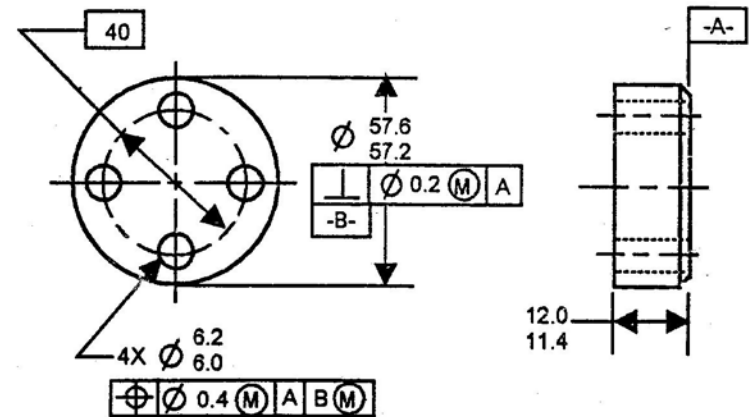 40
-A-
Ø 57.6
57.2
⊥ Ø 0.2 Ⓜ A
-B-
12.0
11.4
4X Ø 6.2
6.0
⌖ Ø 0.4 Ⓜ A B Ⓜ